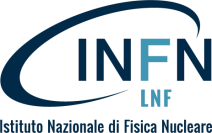 INFN
LNF
Istituto Nazionale di Fisica Nucleare